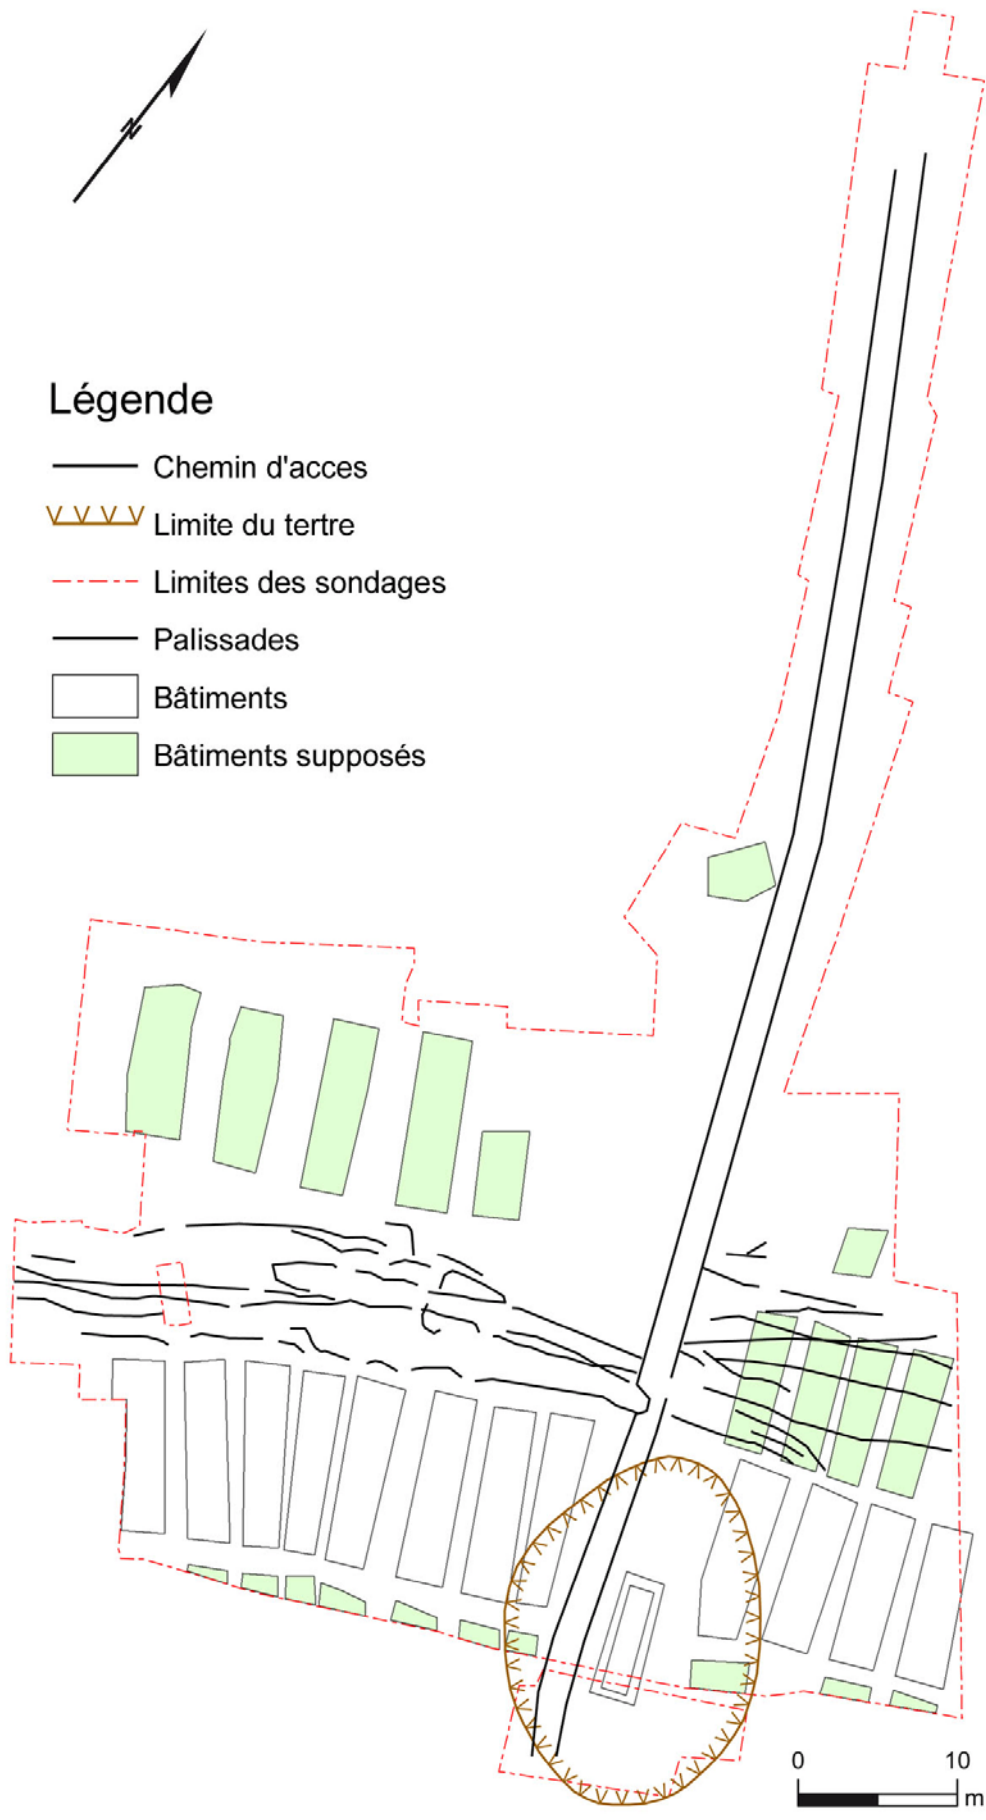 N
Légende
Chemin d'acces
Limite du tertre
Limites des sondages
Palissades
Bâtiments
Bâtiments supposés
0 10
m